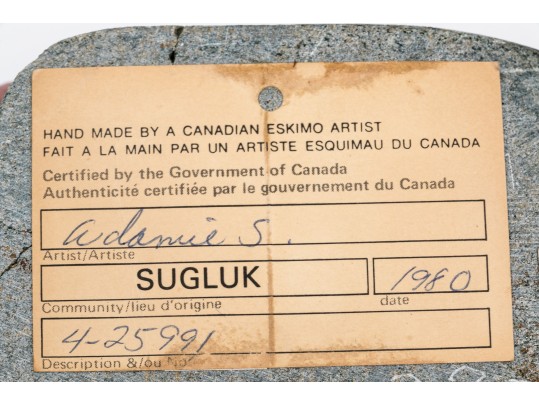 HAND MADE BY A CANADIAN ESKIMO ARTIST
FAIT A LA MAIN PAR UN ARTISTE ESQUIMAU DU CANADA
Certified by the Government of Canada
Authenticité certifiée par le gouvernement du Canada
adamie S.
Artist/Artiste
SUGLUK 1980
Community/lieu d'origine date
4-25991
Description &/ou No